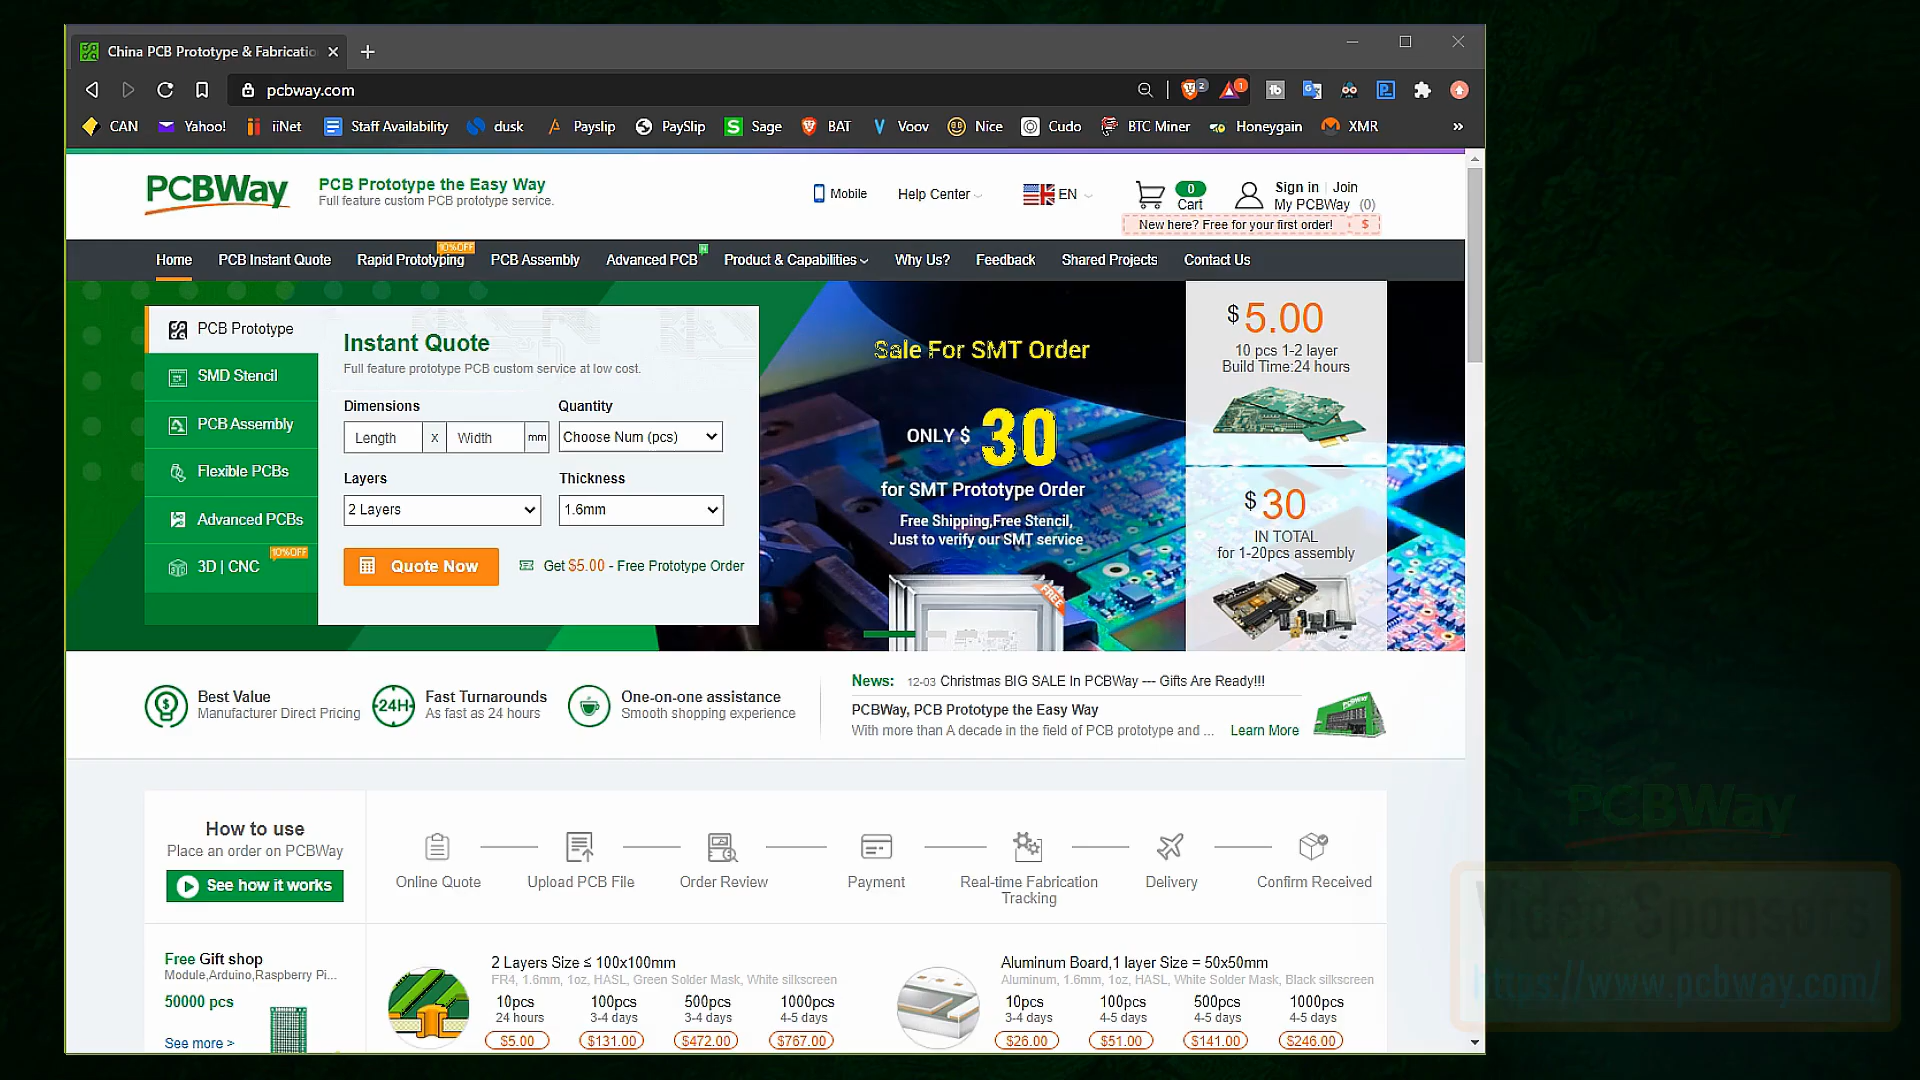 China PCB Prototype & Fabricatio
pcbway.com
2
1
CAN Yahoo! iiNet Staff Availability dusk Payslip PaySlip Sage BAT Voov Nice Cudo BTC Miner Honeygain XMR »
PCBWay
PCB Prototype the Easy Way
Full feature custom PCB prototype service.
Mobile
Help Center
EN
0
Cart
Sign in | Join
My PCBWay (0)
New here? Free for your first order! $
Home PCB Instant Quote Rapid Prototyping 10%OFF PCB Assembly Advanced PCB N Product & Capabilities Why Us? Feedback Shared Projects Contact Us
PCB Prototype
SMD Stencil
PCB Assembly
Flexible PCBs
Advanced PCBs
3D | CNC 10%OFF
Instant Quote
Full feature prototype PCB custom service at low cost.
Dimensions Quantity
Length x Width mm Choose Num (pcs)
Layers Thickness
2 Layers 1.6mm
Quote Now Get $5.00 - Free Prototype Order
Sale For SMT Order
ONLY $ 30
for SMT Prototype Order
Free Shipping,Free Stencil,
Just to verify our SMT service
FREE
$ 5.00
10 pcs 1-2 layer
Build Time:24 hours
$ 30
IN TOTAL
for 1-20pcs assembly
Best Value
Manufacturer Direct Pricing
24H
Fast Turnarounds
As fast as 24 hours
One-on-one assistance
Smooth shopping experience
News: 12-03 Christmas BIG SALE In PCBWay --- Gifts Are Ready!!!
PCBWay, PCB Prototype the Easy Way
With more than A decade in the field of PCB prototype and ... Learn More
How to use
Place an order on PCBWay
See how it works
Online Quote
Upload PCB File
Order Review
Payment
Real-time Fabrication
Tracking
Delivery
Confirm Received
Free Gift shop
Module,Arduino,Raspberry Pi...
50000 pcs
See more >
2 Layers Size ≤ 100x100mm
FR4, 1.6mm, 1oz, HASL, Green Solder Mask, White silkscreen
10pcs 100pcs 500pcs 1000pcs
24 hours 3-4 days 3-4 days 4-5 days
$5.00 $131.00 $472.00 $767.00
Aluminum Board,1 layer Size = 50x50mm
Aluminum, 1.6mm, 1oz, HASL, White Solder Mask, Black silkscreen
10pcs 100pcs 500pcs 1000pcs
3-4 days 4-5 days 4-5 days 4-5 days
$26.00 $51.00 $141.00 $246.00
PCBWay
Video Sponsors
https://www.pcbway.com/